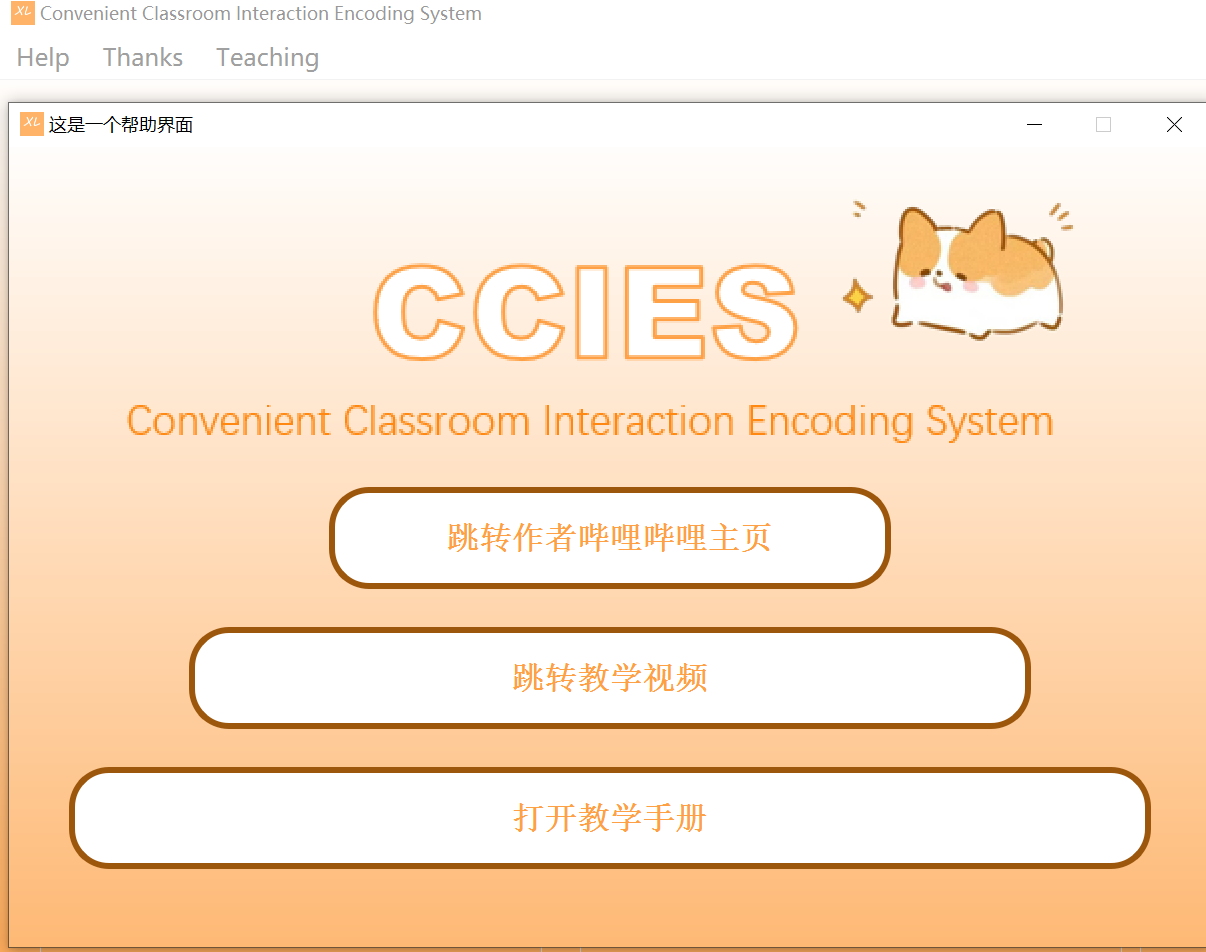 XL Convenient Classroom Interaction Encoding System
Help Thanks Teaching
XL 这是一个帮助界面
CCIES
Convenient Classroom Interaction Encoding System
跳转作者哔哩哔哩主页
跳转教学视频
打开教学手册